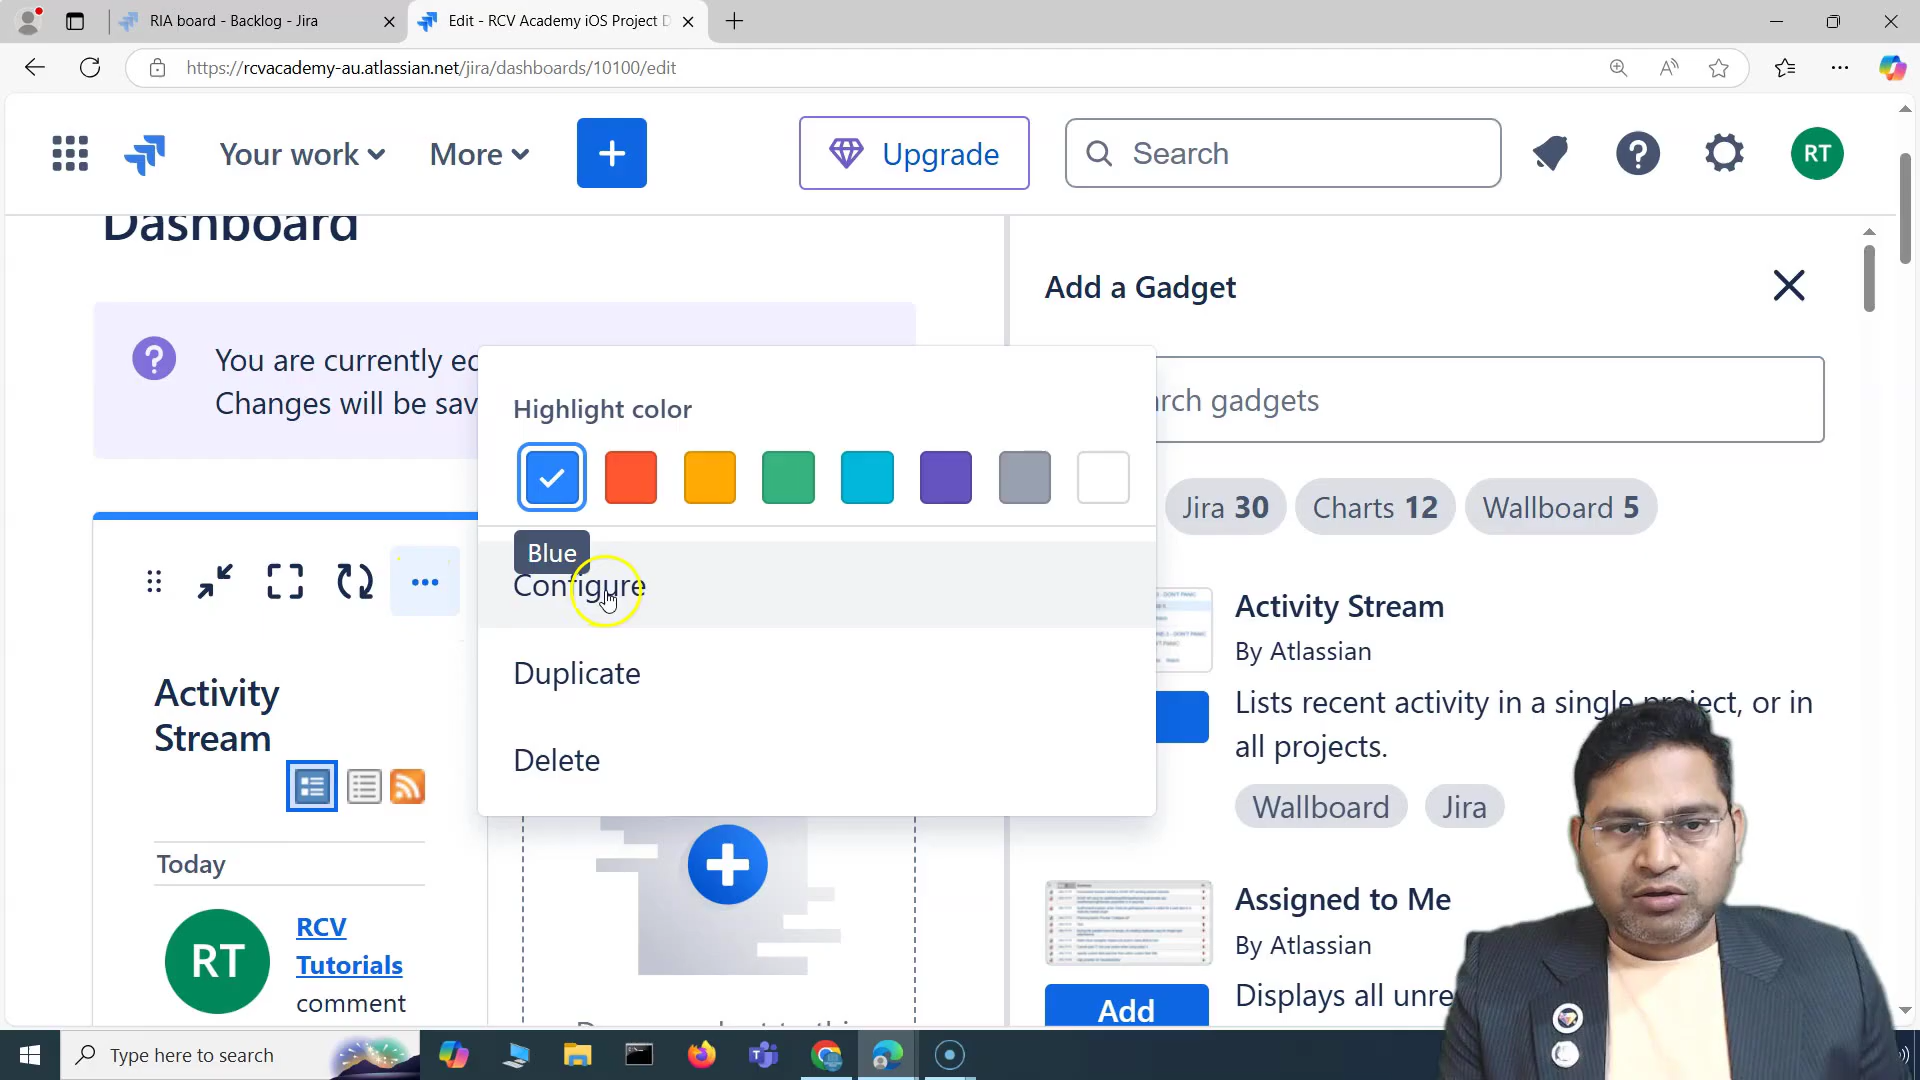 RIA board - Backlog - Jira
Edit - RCV Academy iOS Project D
https://rcvacademy-au.atlassian.net/jira/dashboards/10100/edit
Your work
More
Upgrade
Search
RT
Dashboard
You are currently ed
Changes will be sav
Highlight color
Blue
Configure
Duplicate
Delete
Activity
Stream
Today
RT
RCV
Tutorials
comment
Add a Gadget
rch gadgets
Jira 30
Charts 12
Wallboard 5
Activity Stream
By Atlassian
Lists recent activity in a single project, or in
all projects.
Wallboard
Jira
Assigned to Me
By Atlassian
Add
Displays all unre
Type here to search